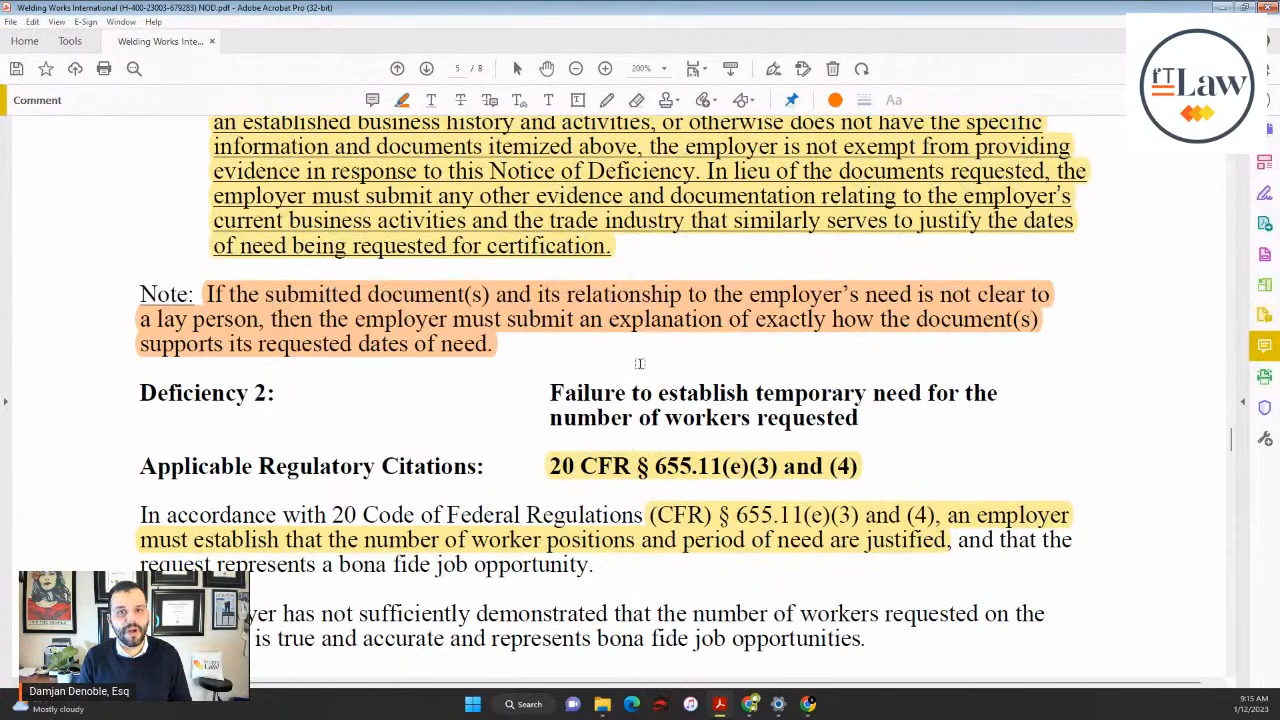 Welding Works International (H-400-23003-679283) NOD.pdf - Adobe Acrobat Pro (32-bit)
File Edit View E-Sign Window Help
Home Tools Welding Works Inte... ×
5 / 8 200%
Comment
Aa
fTLaw
an established business history and activities, or otherwise does not have the specific
information and documents itemized above, the employer is not exempt from providing
evidence in response to this Notice of Deficiency. In lieu of the documents requested, the
employer must submit any other evidence and documentation relating to the employer's
current business activities and the trade industry that similarly serves to justify the dates
of need being requested for certification.
Note: If the submitted document(s) and its relationship to the employer's need is not clear to
a lay person, then the employer must submit an explanation of exactly how the document(s)
supports its requested dates of need.
Deficiency 2: Failure to establish temporary need for the
number of workers requested
Applicable Regulatory Citations: 20 CFR § 655.11(e)(3) and (4)
In accordance with 20 Code of Federal Regulations (CFR) § 655.11(e)(3) and (4), an employer
must establish that the number of worker positions and period of need are justified, and that the
request represents a bona fide job opportunity.
yer has not sufficiently demonstrated that the number of workers requested on the
is true and accurate and represents bona fide job opportunities.
Damjan Denoble, Esq
Mostly cloudy
Search
9:15 AM
1/12/2023